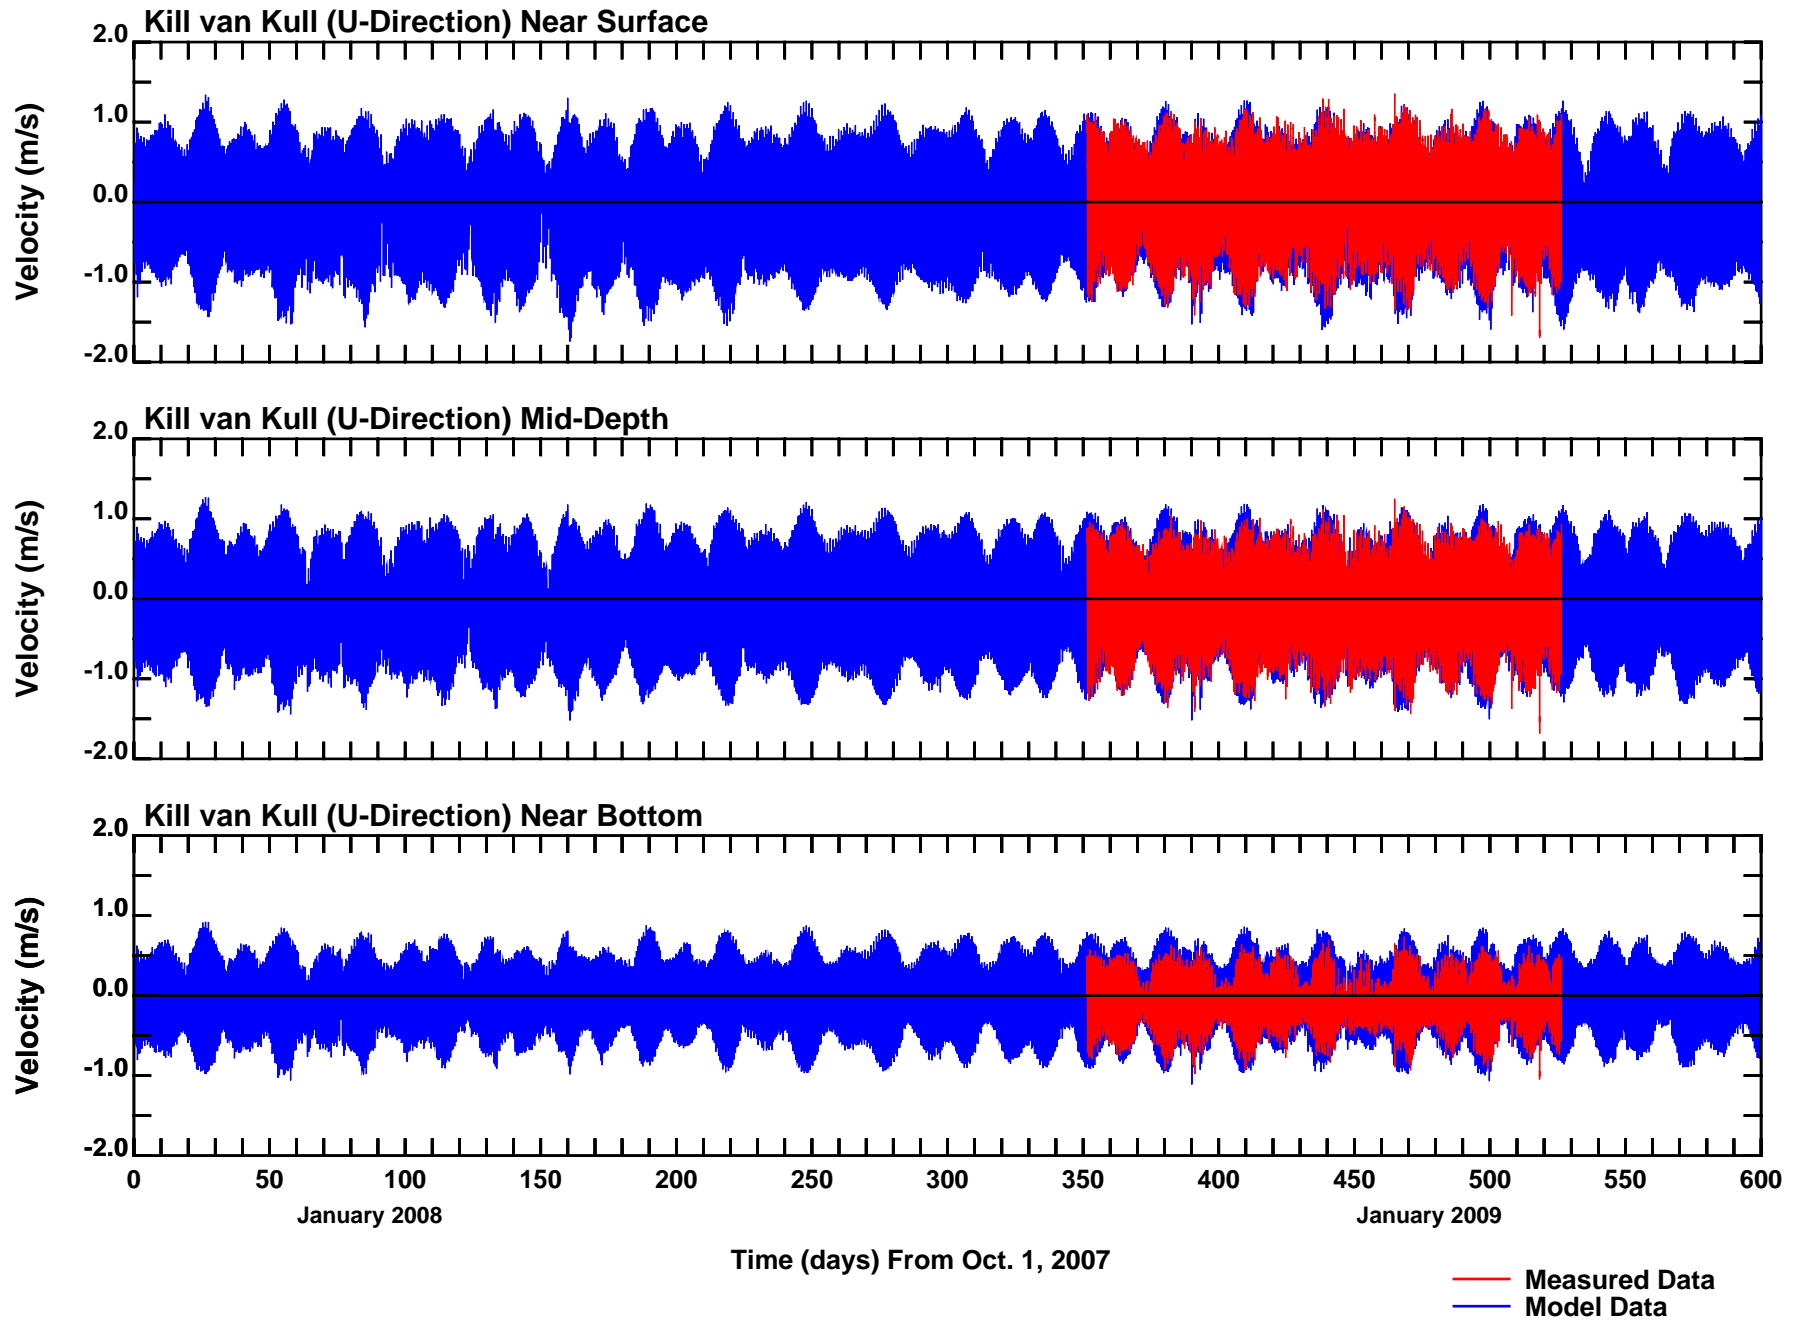 Kill van Kull (U-Direction) Near Surface
2.0
1.0
0.0
-1.0
-2.0
Velocity (m/s)
Kill van Kull (U-Direction) Mid-Depth
2.0
1.0
0.0
-1.0
-2.0
Velocity (m/s)
Kill van Kull (U-Direction) Near Bottom
2.0
1.0
0.0
-1.0
-2.0
Velocity (m/s)
0 50 100 150 200 250 300 350 400 450 500 550 600
January 2008 January 2009
Time (days) From Oct. 1, 2007
Measured Data
Model Data